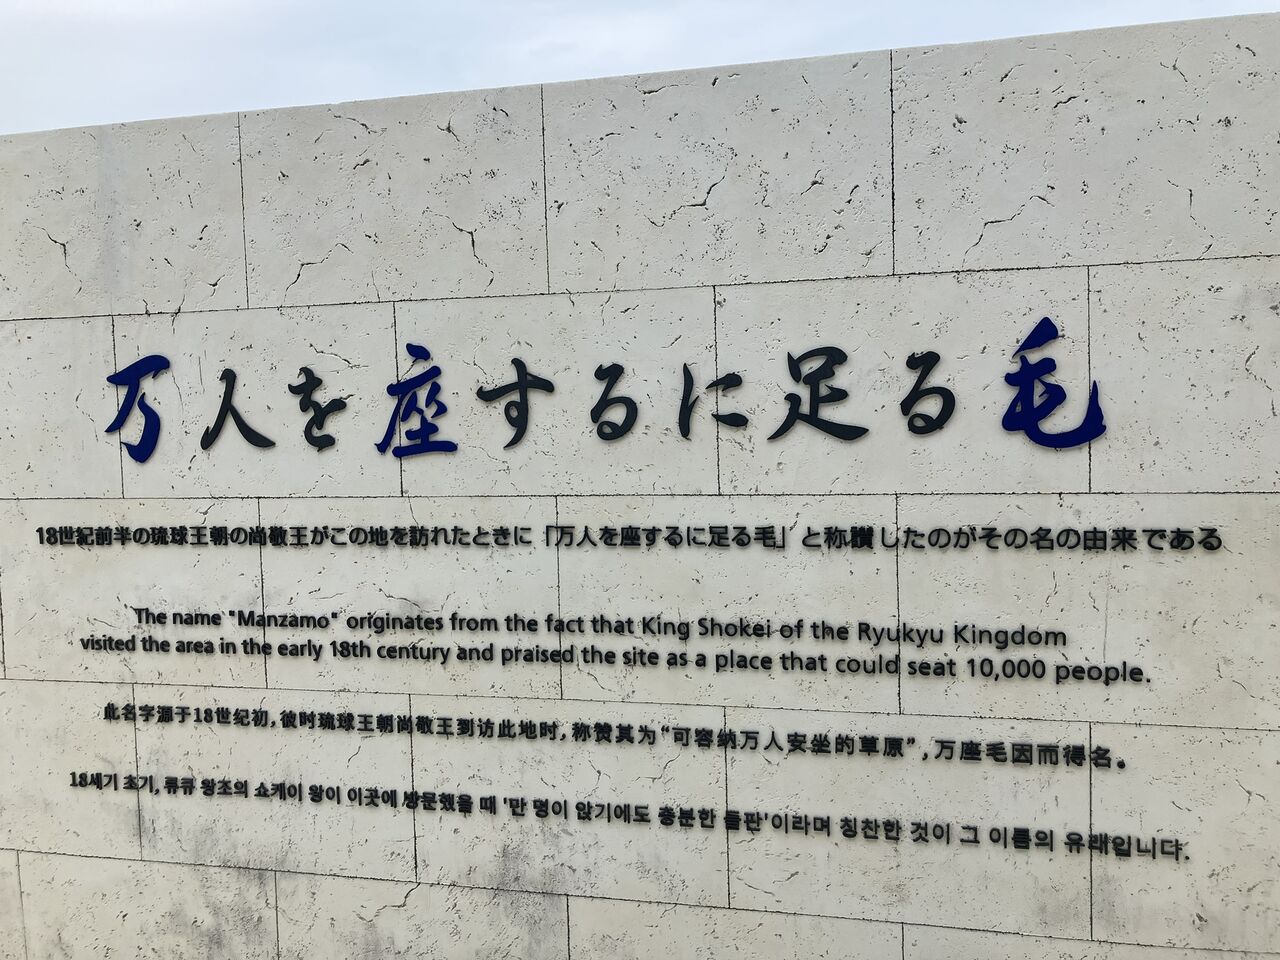 万人を座するに足る毛
18世紀前半の琉球王朝の尚敬王がこの地を訪れたときに「万人を座するに足る毛」と称讃したのがその名の由来である
The name "Manzamo" originates from the fact that King Shokei of the Ryukyu Kingdom
visited the area in the early 18th century and praised the site as a place that could seat 10,000 people.
此名字源于18世纪初，彼时琉球王朝尚敬王到访此地时，称赞其为“可容纳万人安坐的草原”，万座毛因而得名。
18세기 초기, 류큐 왕조의 쇼케이 왕이 이곳에 방문했을 때 '만 명이 앉기에도 충분한 들판'이라며 칭찬한 것이 그 이름의 유래입니다.